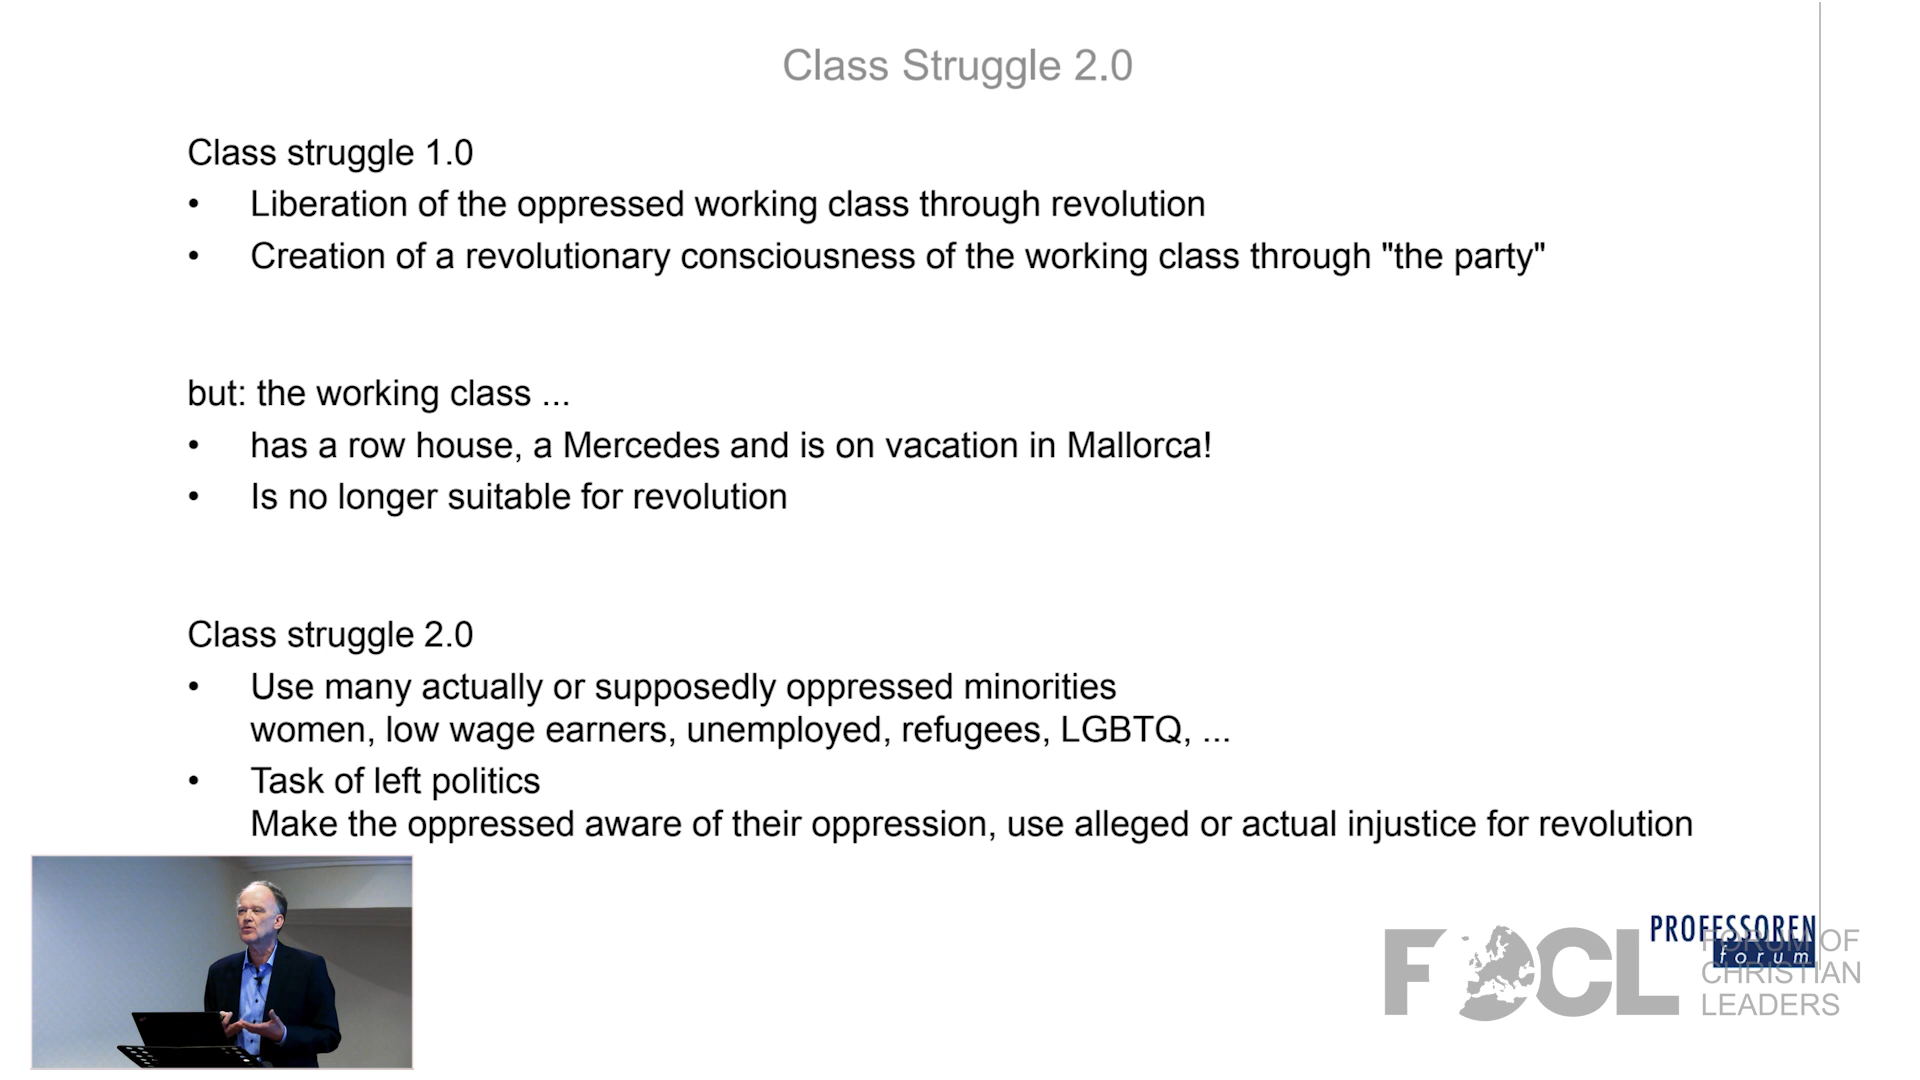 Class Struggle 2.0
Class struggle 1.0
• Liberation of the oppressed working class through revolution
• Creation of a revolutionary consciousness of the working class through "the party"
but: the working class ...
• has a row house, a Mercedes and is on vacation in Mallorca!
• Is no longer suitable for revolution
Class struggle 2.0
• Use many actually or supposedly oppressed minorities
women, low wage earners, unemployed, refugees, LGBTQ, ...
• Task of left politics
Make the oppressed aware of their oppression, use alleged or actual injustice for revolution
PROFESSOREN
forum
FOCL
FORUM OF
CHRISTIAN
LEADERS